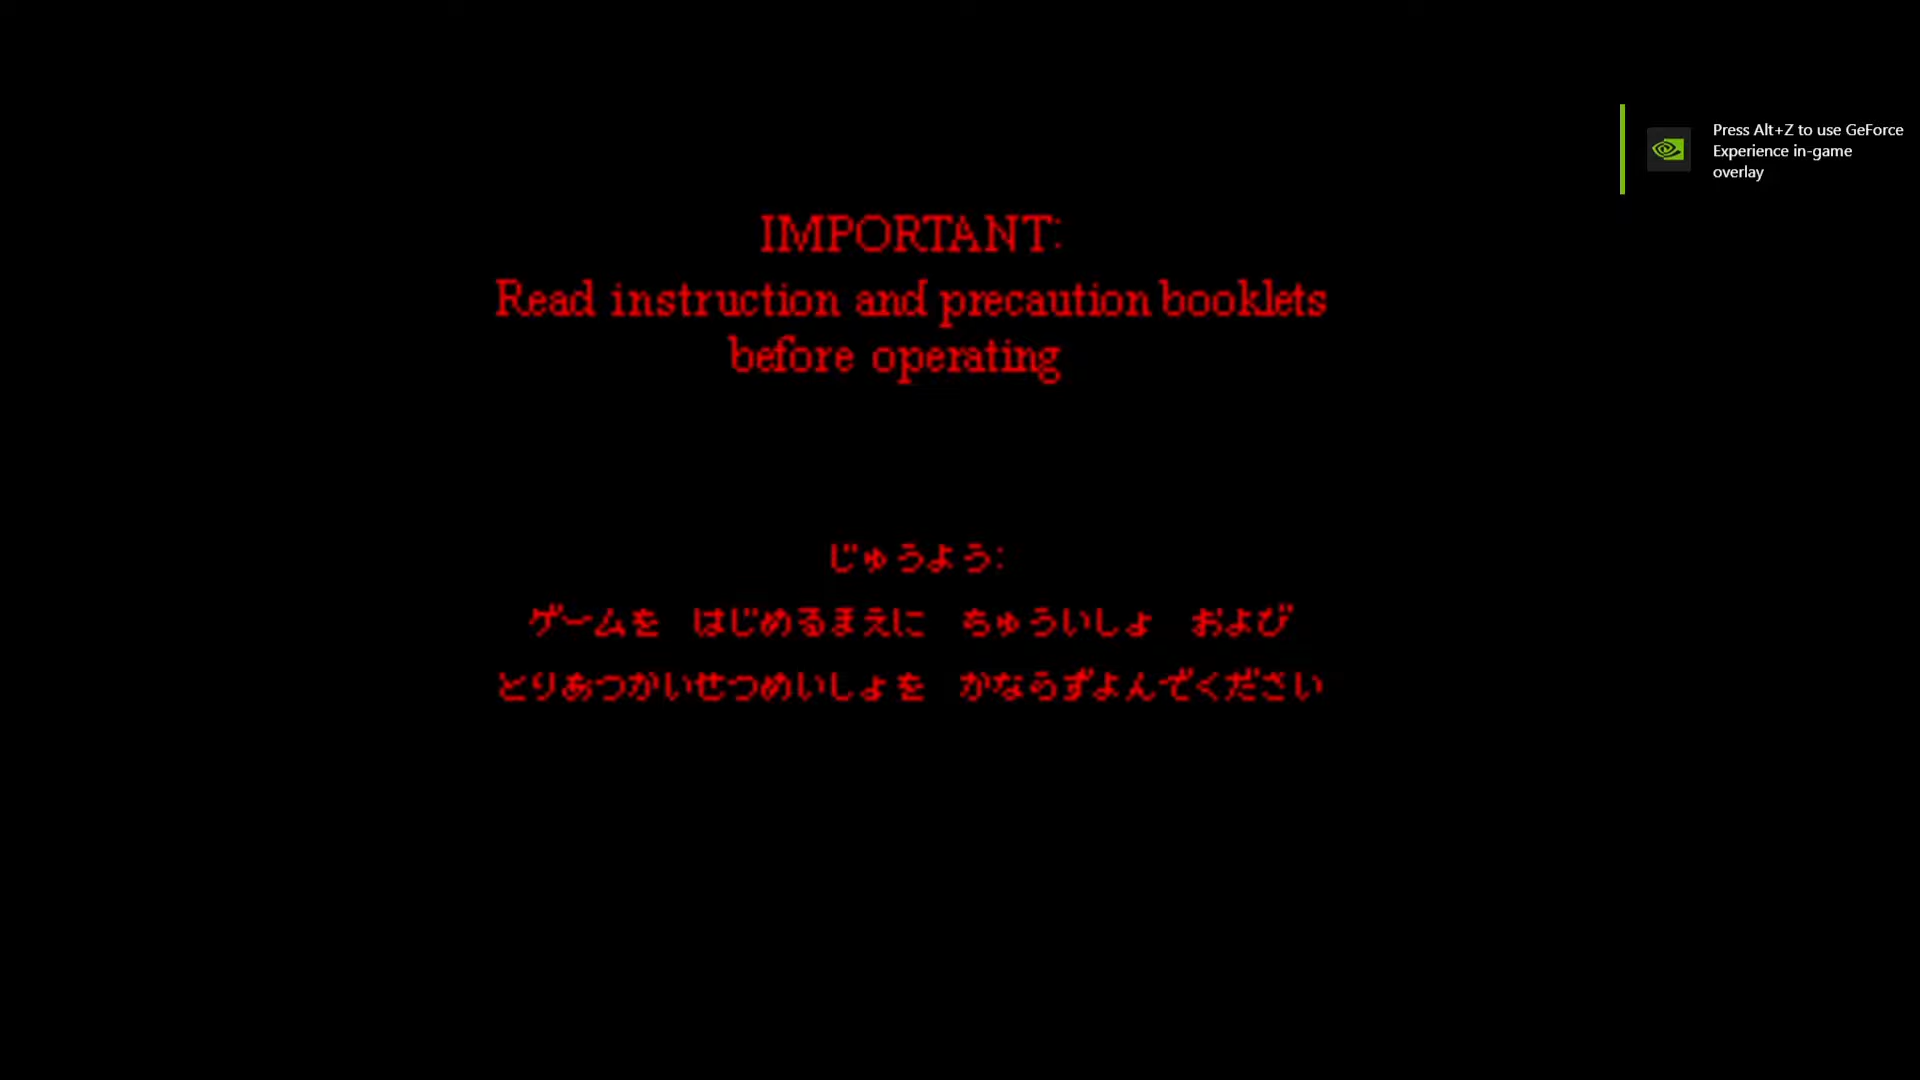 Press Alt+Z to use GeForce
Experience in-game
overlay
IMPORTANT:
Read instruction and precaution booklets
before operating
じゅうよう:
ゲームを はじめるまえに ちゅういしょ および
とりあつかいせつめいしょを かならずよんでください